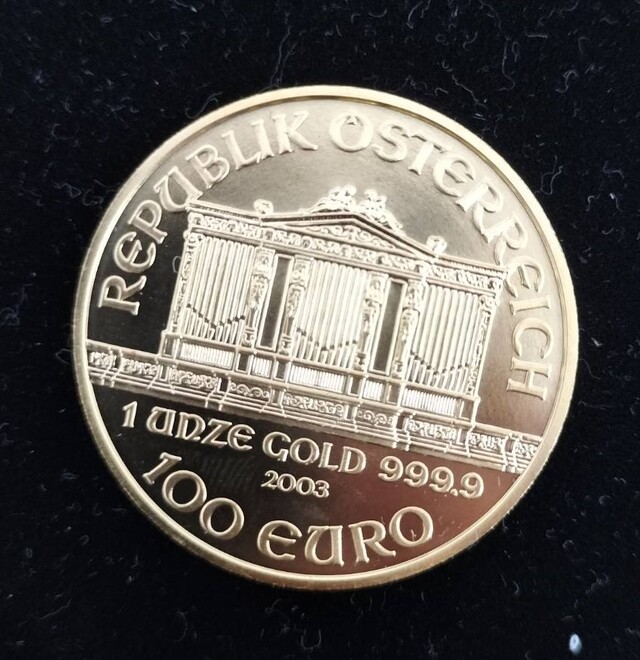 REPUBLIK ÖSTERREICH
1 UNZE GOLD 999.9
2003
100 EURO